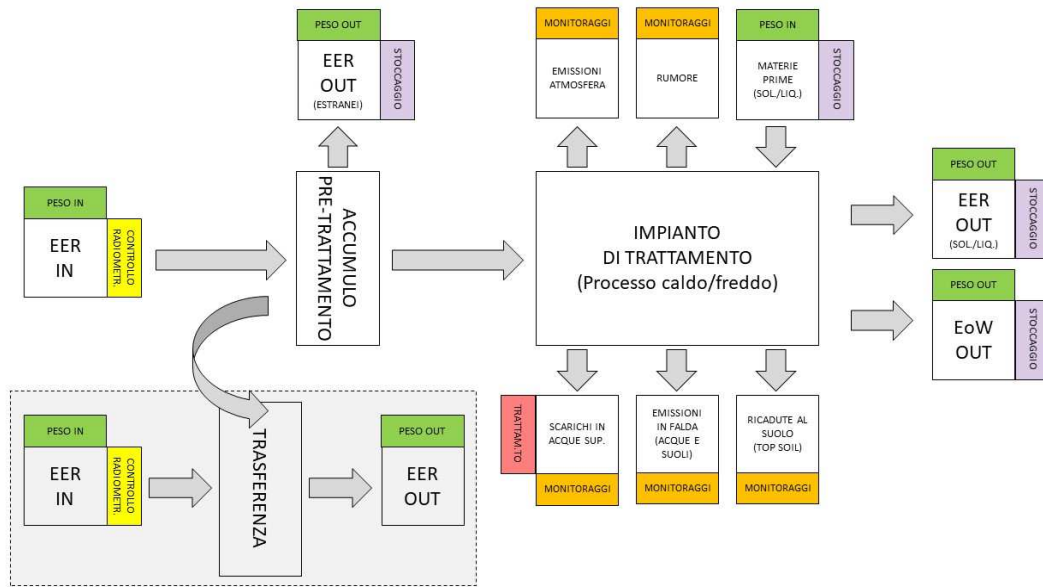 PESO OUT
EER
OUT
(ESTRANEI)
STOCCAGGIO
MONITORAGGI
EMISSIONI
ATMOSFERA
MONITORAGGI
RUMORE
PESO IN
MATERIE
PRIME
(SOL./LIQ.)
STOCCAGGIO
PESO IN
EER
IN
CONTROLLO
RADIOMETR.
ACCUMULO
PRE-TRATTAMENTO
IMPIANTO
DI TRATTAMENTO
(Processo caldo/freddo)
PESO OUT
EER
OUT
(SOL./LIQ.)
STOCCAGGIO
PESO OUT
EoW
OUT
STOCCAGGIO
PESO IN
EER
IN
CONTROLLO
RADIOMETR.
TRASFERENZA
PESO OUT
EER
OUT
TRATTAM.TO
SCARICHI IN
ACQUE SUP.
MONITORAGGI
EMISSIONI
IN FALDA
(ACQUE E
SUOLI)
MONITORAGGI
RICADUTE AL
SUOLO
(TOP SOIL)
MONITORAGGI